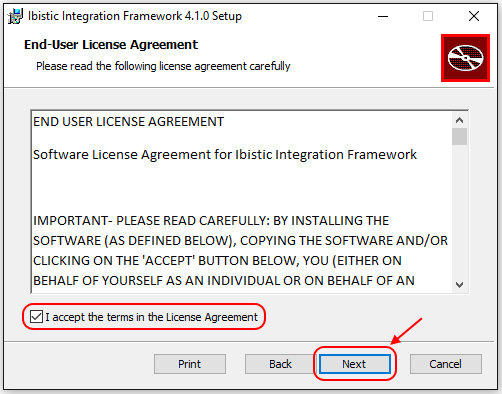 Ibistic Integration Framework 4.1.0 Setup
End-User License Agreement
Please read the following license agreement carefully
END USER LICENSE AGREEMENT
Software License Agreement for Ibistic Integration Framework
IMPORTANT- PLEASE READ CAREFULLY: BY INSTALLING THE
SOFTWARE (AS DEFINED BELOW), COPYING THE SOFTWARE AND/OR
CLICKING ON THE 'ACCEPT' BUTTON BELOW, YOU (EITHER ON
BEHALF OF YOURSELF AS AN INDIVIDUAL OR ON BEHALF OF AN
I accept the terms in the License Agreement
Print Back Next Cancel